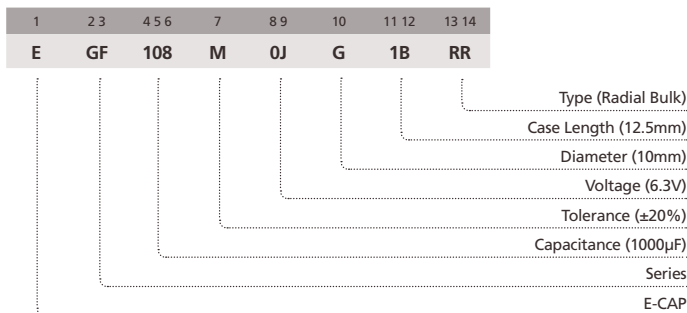 1 2 3 4 5 6 7 8 9 10 11 12 13 14
E GF 108 M 0J G 1B RR
Type (Radial Bulk)
Case Length (12.5mm)
Diameter (10mm)
Voltage (6.3V)
Tolerance (±20%)
Capacitance (1000µF)
Series
E-CAP